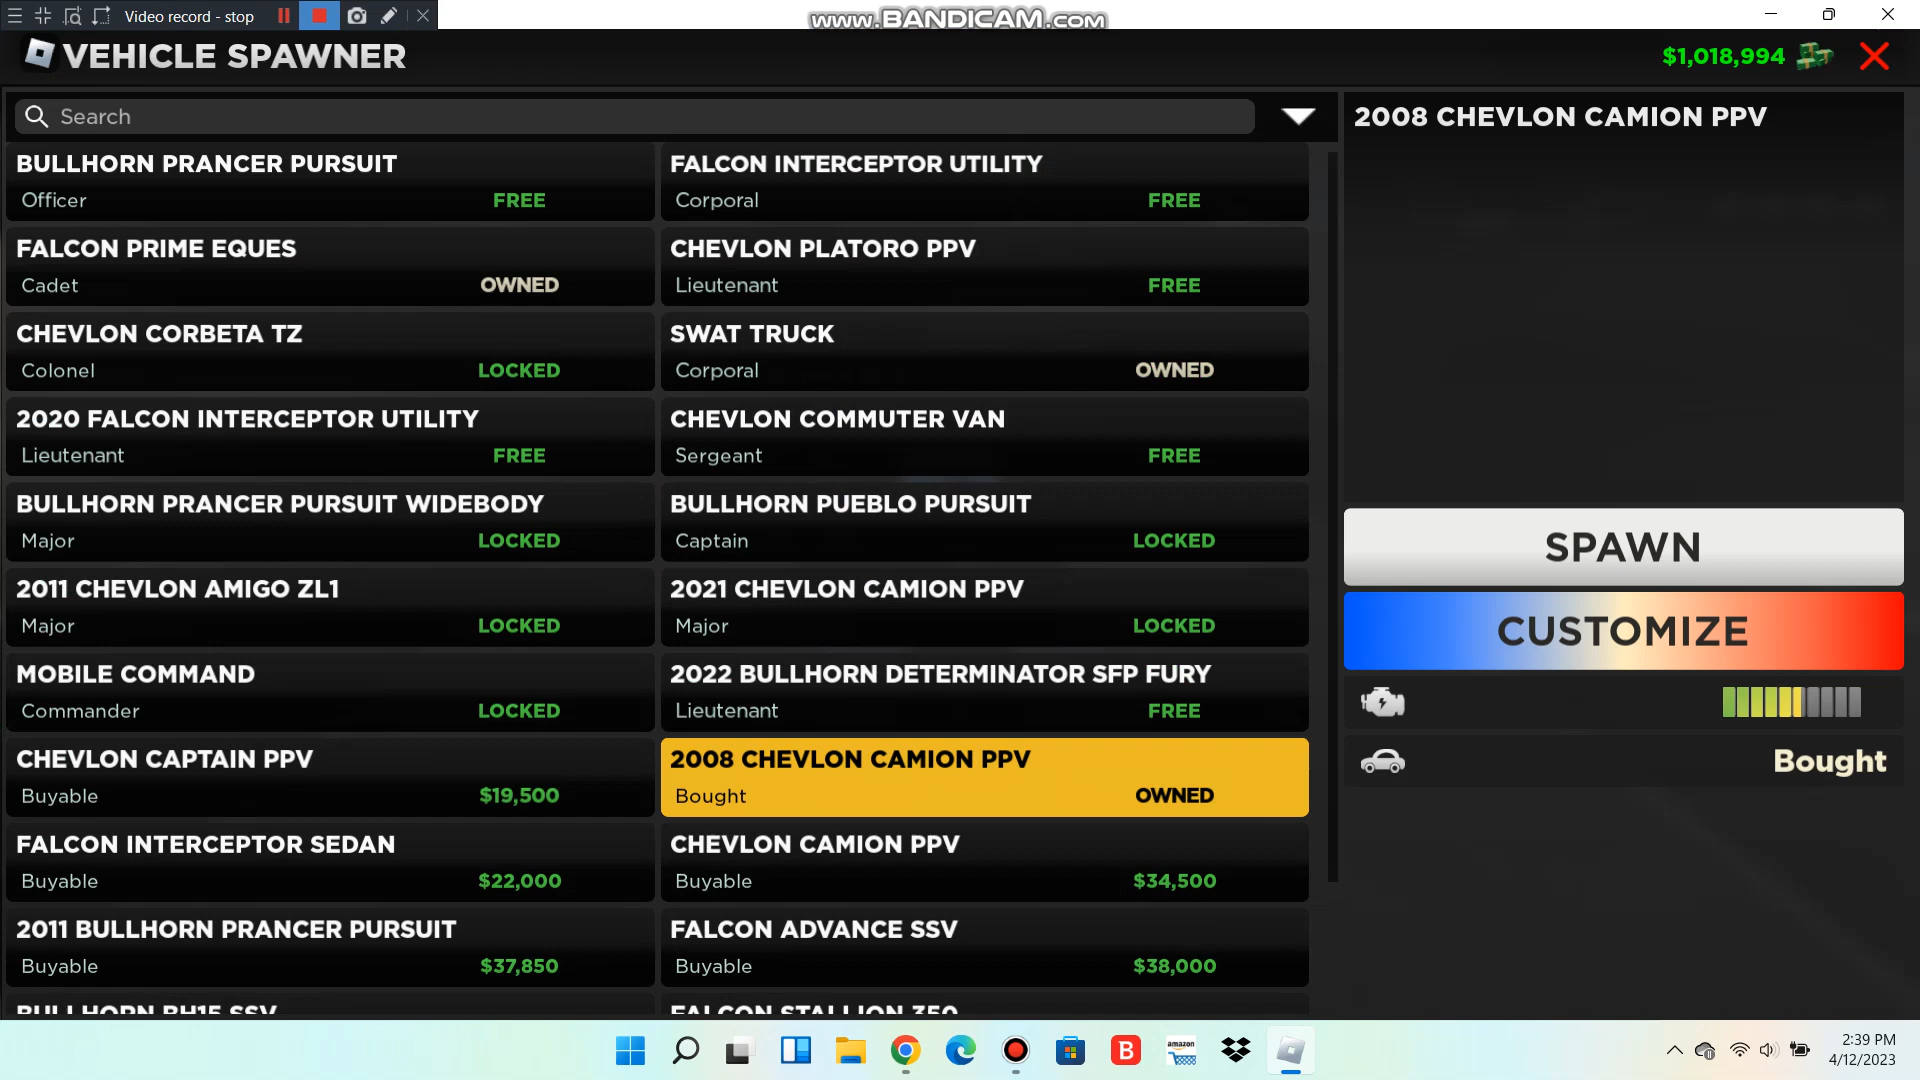 Video record - stop
www.BANDICAM.com
VEHICLE SPAWNER
$1,018,994
Search
2008 CHEVLON CAMION PPV
BULLHORN PRANCER PURSUIT
Officer FREE
FALCON INTERCEPTOR UTILITY
Corporal FREE
FALCON PRIME EQUES
Cadet OWNED
CHEVLON PLATORO PPV
Lieutenant FREE
CHEVLON CORBETA TZ
Colonel LOCKED
SWAT TRUCK
Corporal OWNED
2020 FALCON INTERCEPTOR UTILITY
Lieutenant FREE
CHEVLON COMMUTER VAN
Sergeant FREE
BULLHORN PRANCER PURSUIT WIDEBODY
Major LOCKED
BULLHORN PUEBLO PURSUIT
Captain LOCKED
2011 CHEVLON AMIGO ZL1
Major LOCKED
2021 CHEVLON CAMION PPV
Major LOCKED
MOBILE COMMAND
Commander LOCKED
2022 BULLHORN DETERMINATOR SFP FURY
Lieutenant FREE
CHEVLON CAPTAIN PPV
Buyable $19,500
2008 CHEVLON CAMION PPV
Bought OWNED
FALCON INTERCEPTOR SEDAN
Buyable $22,000
CHEVLON CAMION PPV
Buyable $34,500
2011 BULLHORN PRANCER PURSUIT
Buyable $37,850
FALCON ADVANCE SSV
Buyable $38,000
BULLHORN BH15 SSV
FALCON STALLION 350
SPAWN
CUSTOMIZE
Bought
B
amazon
2:39 PM
4/12/2023